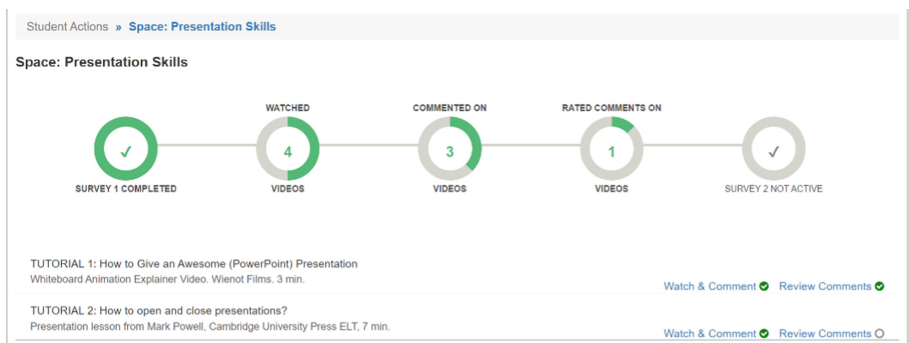 Student Actions » Space: Presentation Skills
Space: Presentation Skills
WATCHED
COMMENTED ON
RATED COMMENTS ON
4
3
1
SURVEY 1 COMPLETED
VIDEOS
VIDEOS
VIDEOS
SURVEY 2 NOT ACTIVE
TUTORIAL 1: How to Give an Awesome (PowerPoint) Presentation
Whiteboard Animation Explainer Video. Wienot Films. 3 min.
Watch & Comment Review Comments
TUTORIAL 2: How to open and close presentations?
Presentation lesson from Mark Powell, Cambridge University Press ELT, 7 min.
Watch & Comment Review Comments